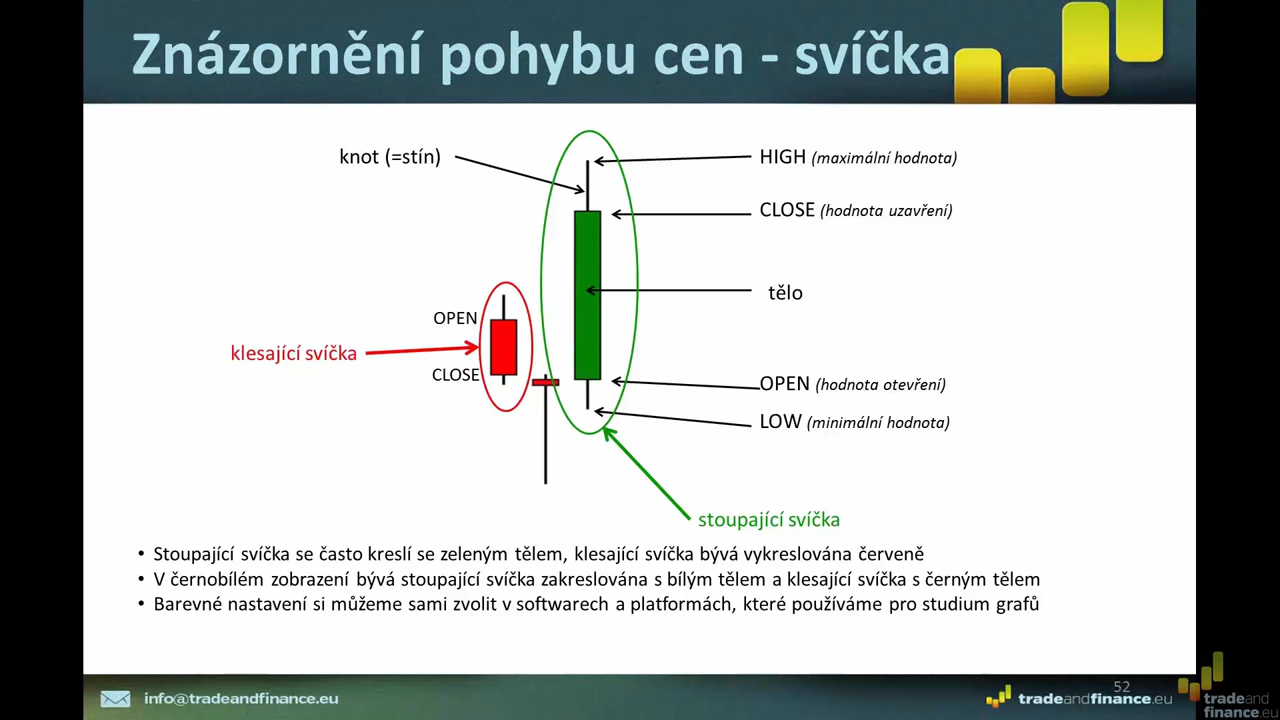 Znázornění pohybu cen - svíčka
knot (=stín)
HIGH (maximální hodnota)
CLOSE (hodnota uzavření)
tělo
OPEN
klesající svíčka
CLOSE
OPEN (hodnota otevření)
LOW (minimální hodnota)
stoupající svíčka
• Stoupající svíčka se často kreslí se zeleným tělem, klesající svíčka bývá vykreslována červeně
• V černobílém zobrazení bývá stoupající svíčka zakreslována s bílým tělem a klesající svíčka s černým tělem
• Barevné nastavení si můžeme sami zvolit v softwarech a platformách, které používáme pro studium grafů
info@tradeandfinance.eu
52
tradeandfinance.eu
tradeand
finance.eu